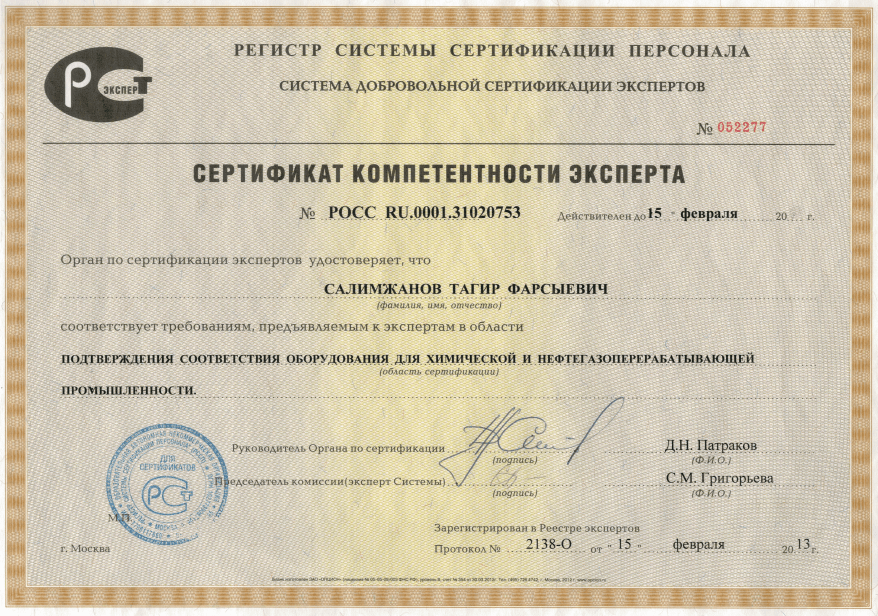 РЕГИСТР СИСТЕМЫ СЕРТИФИКАЦИИ ПЕРСОНАЛА
СИСТЕМА ДОБРОВОЛЬНОЙ СЕРТИФИКАЦИИ ЭКСПЕРТОВ
РСТ ЭКСПЕРТ
№ 052277
СЕРТИФИКАТ КОМПЕТЕНТНОСТИ ЭКСПЕРТА
№ РОСС RU.0001.31020753 Действителен до 15 " февраля 20 г.
Орган по сертификации экспертов удостоверяет, что
САЛИМЖАНОВ ТАГИР ФАРСЫЕВИЧ
(фамилия, имя, отчество)
соответствует требованиям, предъявляемым к экспертам в области
ПОДТВЕРЖДЕНИЯ СООТВЕТСТВИЯ ОБОРУДОВАНИЯ ДЛЯ ХИМИЧЕСКОЙ И НЕФТЕГАЗОПЕРЕРАБАТЫВАЮЩЕЙ
(область сертификации)
ПРОМЫШЛЕННОСТИ.
Руководитель Органа по сертификации Д.Н. Патраков
(подпись) (Ф.И.О.)
Председатель комиссии(эксперт Системы) С.М. Григорьева
(подпись) (Ф.И.О.)
ДЛЯ
СЕРТИФИКАТОВ
РСТ
М.П.
Зарегистрирован в Реестре экспертов
г. Москва
Протокол № 2138-О от " 15 " февраля 20 13 г.